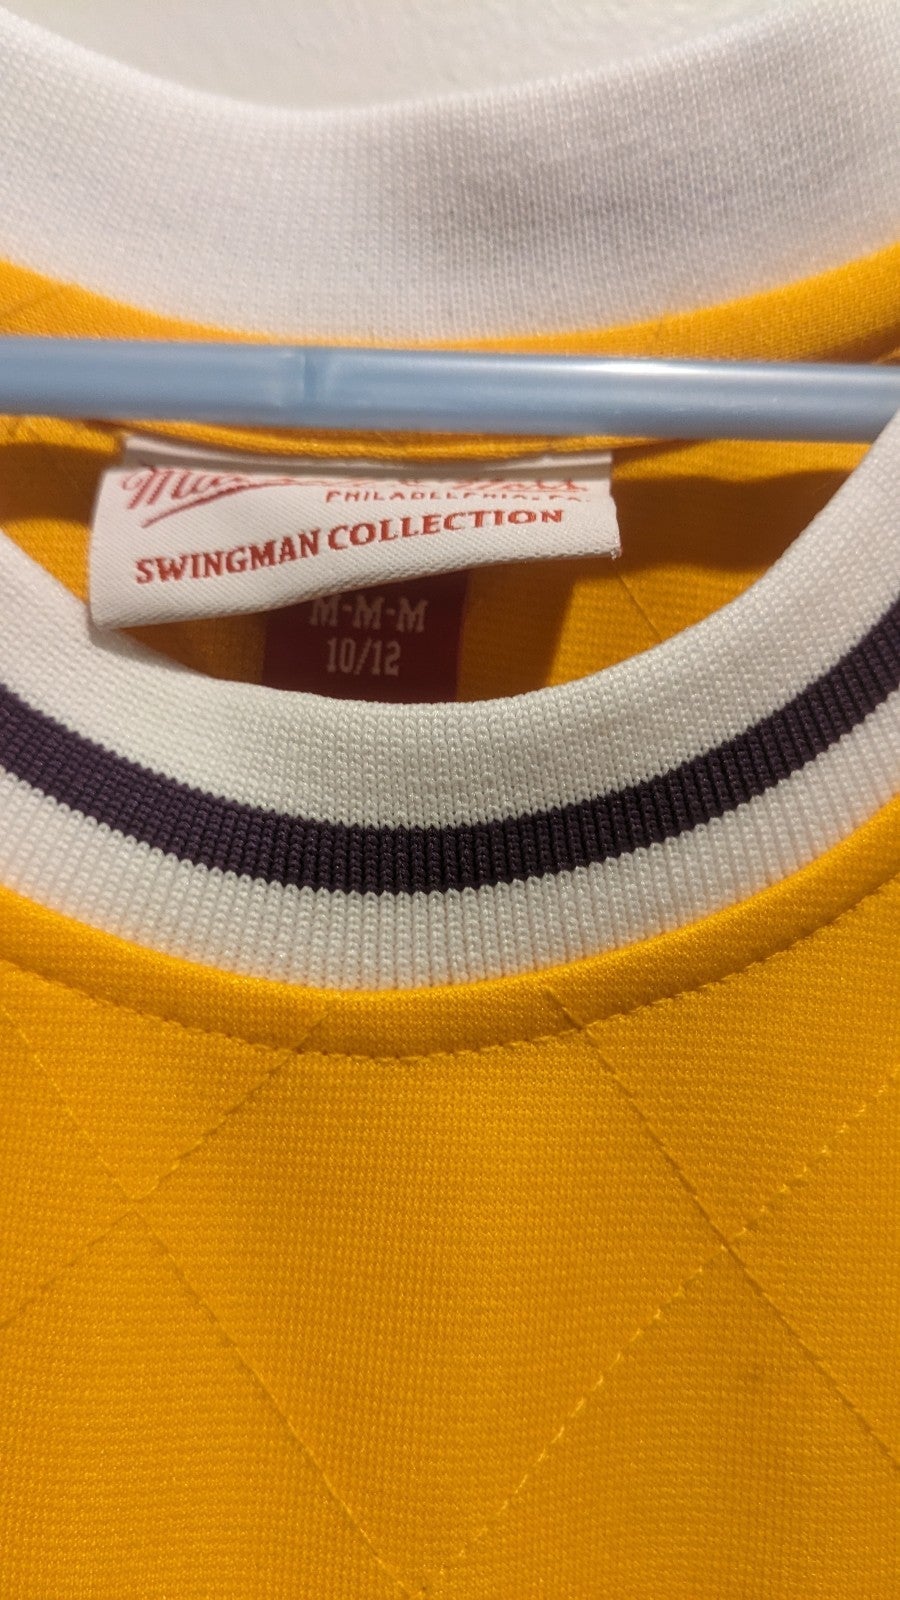 PHILADELPHIA, PA.
SWINGMAN COLLECTION
M-M-M
10/12